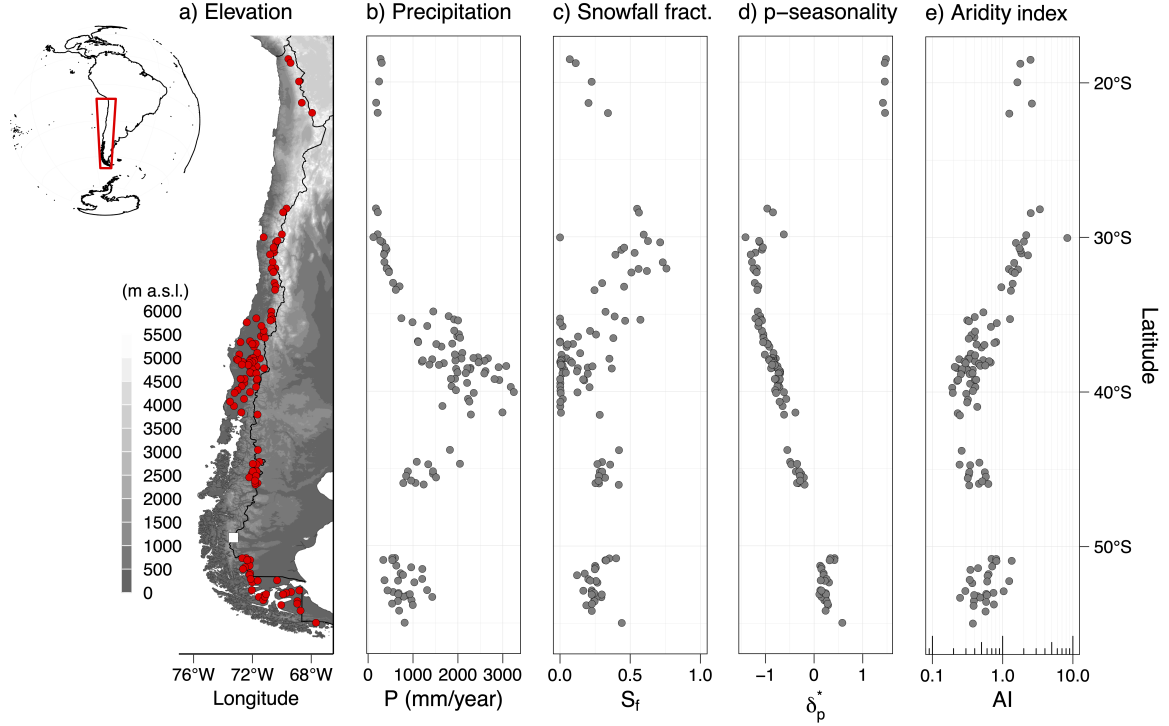 a) Elevation
b) Precipitation
c) Snowfall fract.
d) p−seasonality
e) Aridity index
20°S
30°S
40°S
50°S
Latitude
(m a.s.l.)
6000
5500
5000
4500
4000
3500
3000
2500
2000
1500
1000
500
0
76°W 72°W 68°W
Longitude
0 1000 2000 3000
P (mm/year)
0.0 0.5 1.0
Sf
−1 0 1
δp*
0.1 1.0 10.0
AI